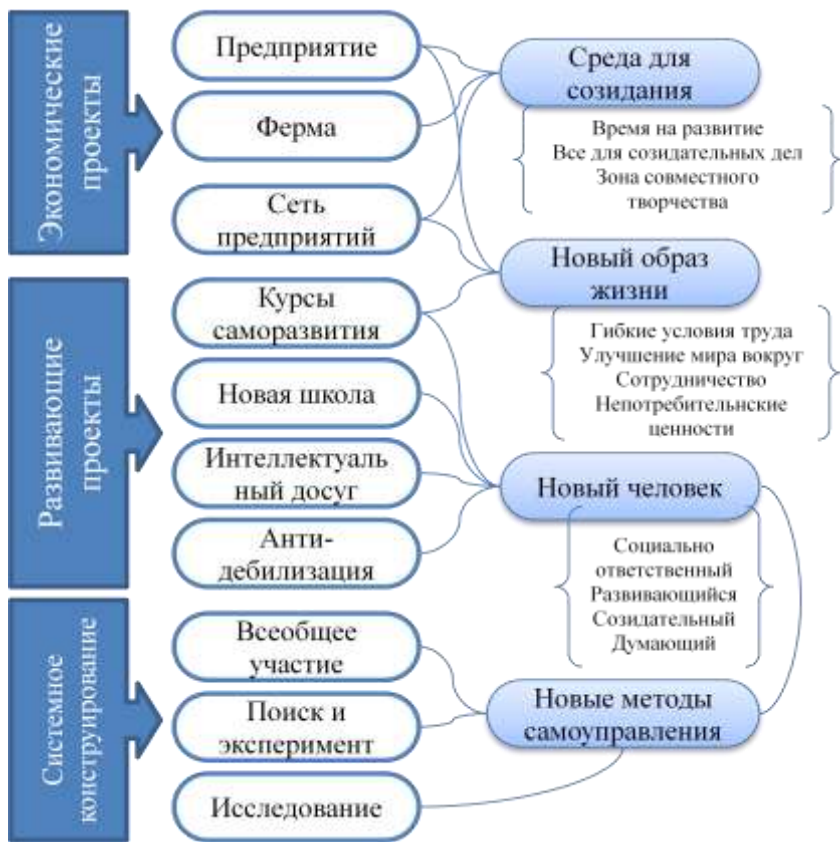 Экономические
проекты
Предприятие
Ферма
Сеть
предприятий
Среда для
созидания
Время на развитие
Все для созидательных дел
Зона совместного
творчества
Новый образ
жизни
Гибкие условия труда
Улучшение мира вокруг
Сотрудничество
Непотребительнские
ценности
Развивающие
проекты
Курсы
саморазвития
Новая школа
Интеллектуаль
ный досуг
Анти-
дебилизация
Новый человек
Социально
ответственный
Развивающийся
Созидательный
Думающий
Системное
конструирование
Всеобщее
участие
Поиск и
эксперимент
Исследование
Новые методы
самоуправления